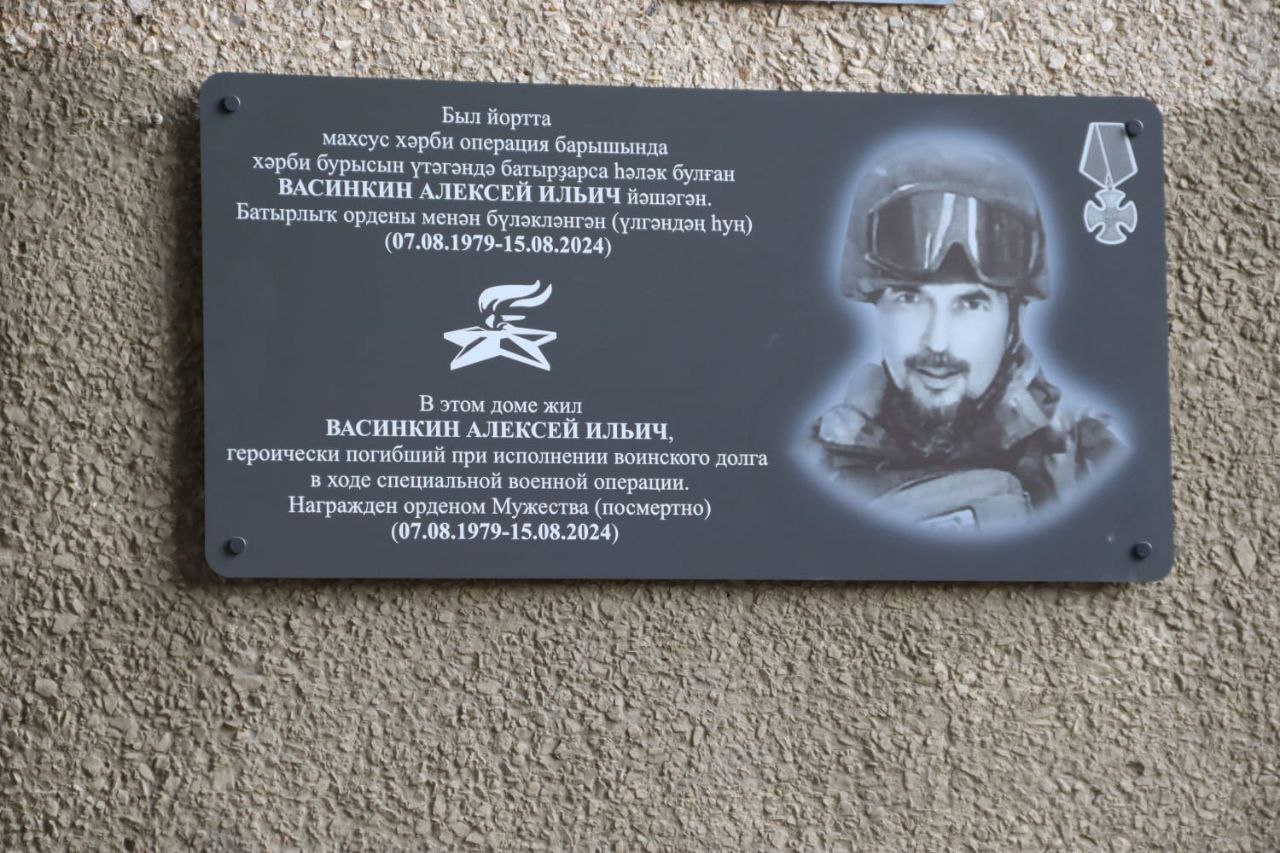 Был йортта
махсус хәрби операция барышында
хәрби бурысын үтәгәндә батырҙарса һәләк булған
ВАСИНКИН АЛЕКСЕЙ ИЛЬИЧ йәшәгән.
Батырлыҡ ордены менән бүләкләнгән (үлгәндәң һуң)
(07.08.1979-15.08.2024)
В этом доме жил
ВАСИНКИН АЛЕКСЕЙ ИЛЬИЧ,
героически погибший при исполнении воинского долга
в ходе специальной военной операции.
Награжден орденом Мужества (посмертно)
(07.08.1979-15.08.2024)